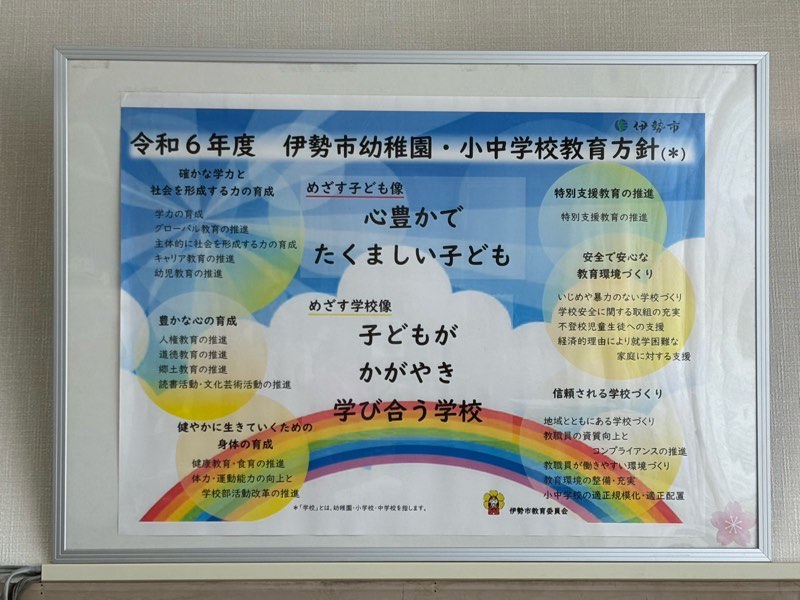 伊勢市
令和6年度　伊勢市幼稚園・小中学校教育方針(*)
確かな学力と
社会を形成する力の育成
学力の育成
グローバル教育の推進
主体的に社会を形成する力の育成
キャリア教育の推進
幼児教育の推進
豊かな心の育成
人権教育の推進
道徳教育の推進
郷土教育の推進
読書活動・文化芸術活動の推進
健やかに生きていくための
身体の育成
健康教育・食育の推進
体力・運動能力の向上と
学校部活動改革の推進
めざす子ども像
心豊かで
たくましい子ども
めざす学校像
子どもが
かがやき
学び合う学校
特別支援教育の推進
特別支援教育の推進
安全で安心な
教育環境づくり
いじめや暴力のない学校づくり
学校安全に関する取組の充実
不登校児童生徒への支援
経済的理由により就学困難な
家庭に対する支援
信頼される学校づくり
地域とともにある学校づくり
教職員の資質向上と
コンプライアンスの推進
教職員が働きやすい環境づくり
教育環境の整備・充実
小中学校の適正規模化・適正配置
*「学校」とは、幼稚園・小学校・中学校を指します。
伊勢市教育委員会